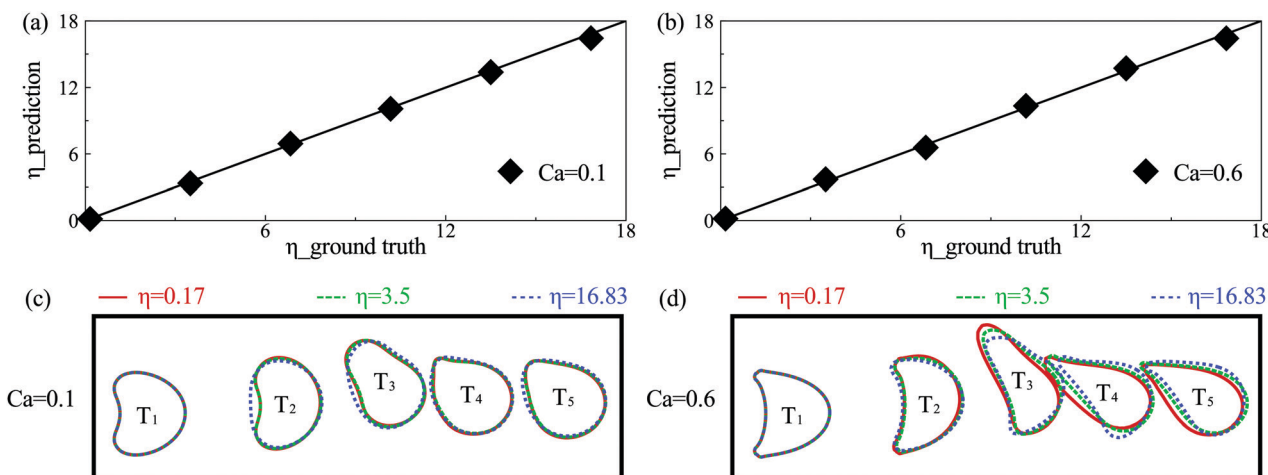 (a)
18
12
6
0
η_prediction
Ca=0.1
6
12
18
η_ground truth
(b)
18
12
6
0
η_prediction
Ca=0.6
6
12
18
η_ground truth
(c)
η=0.17
η=3.5
η=16.83
Ca=0.1
T1
T2
T3
T4
T5
(d)
η=0.17
η=3.5
η=16.83
Ca=0.6
T1
T2
T3
T4
T5